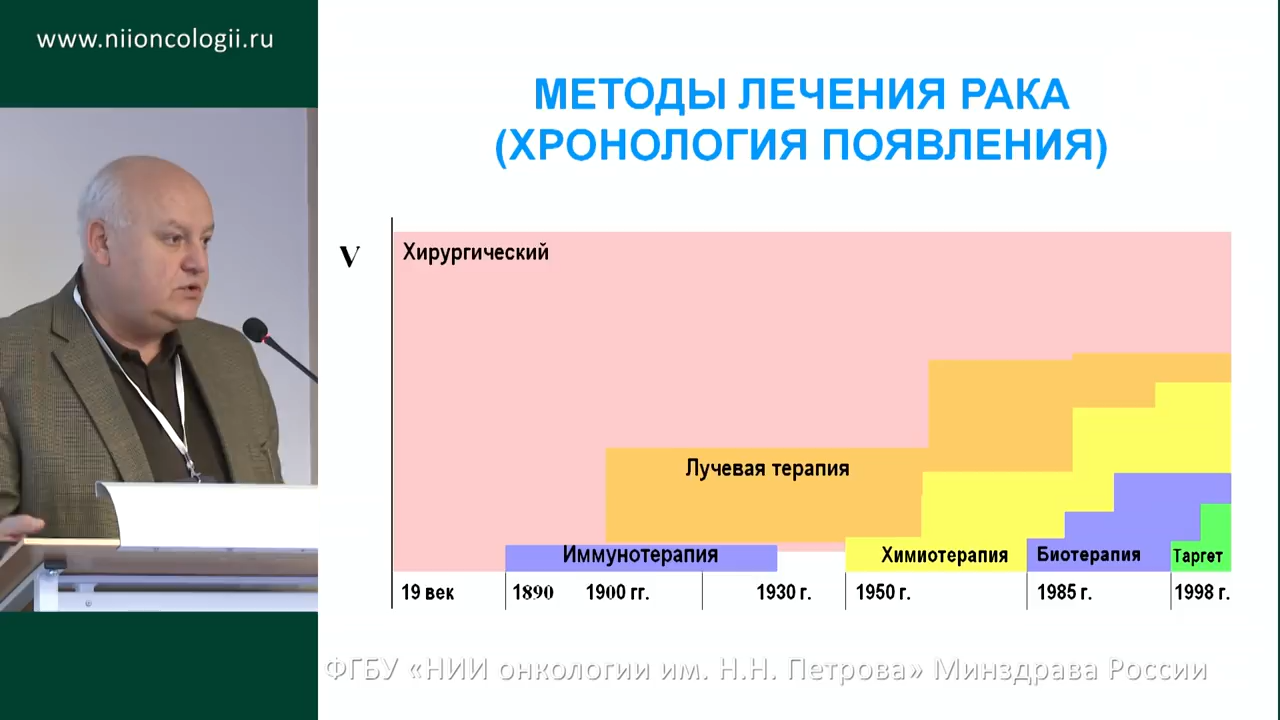 www.niioncologii.ru
МЕТОДЫ ЛЕЧЕНИЯ РАКА
(ХРОНОЛОГИЯ ПОЯВЛЕНИЯ)
V
Хирургический
Лучевая терапия
Иммунотерапия
Химиотерапия
Биотерапия
Таргет
19 век
1890
1900 гг.
1930 г.
1950 г.
1985 г.
1998 г.
ФГБУ «НИИ онкологии им. Н.Н. Петрова» Минздрава России